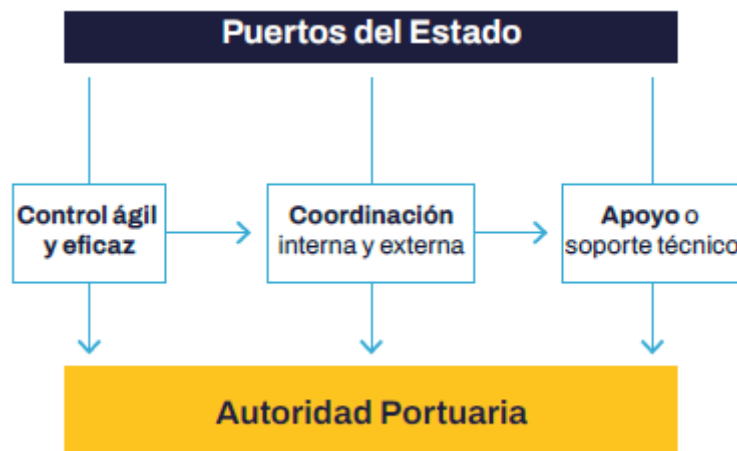 Puertos del Estado
Control ágil
y eficaz
Coordinación
interna y externa
Apoyo o
soporte técnico
Autoridad Portuaria